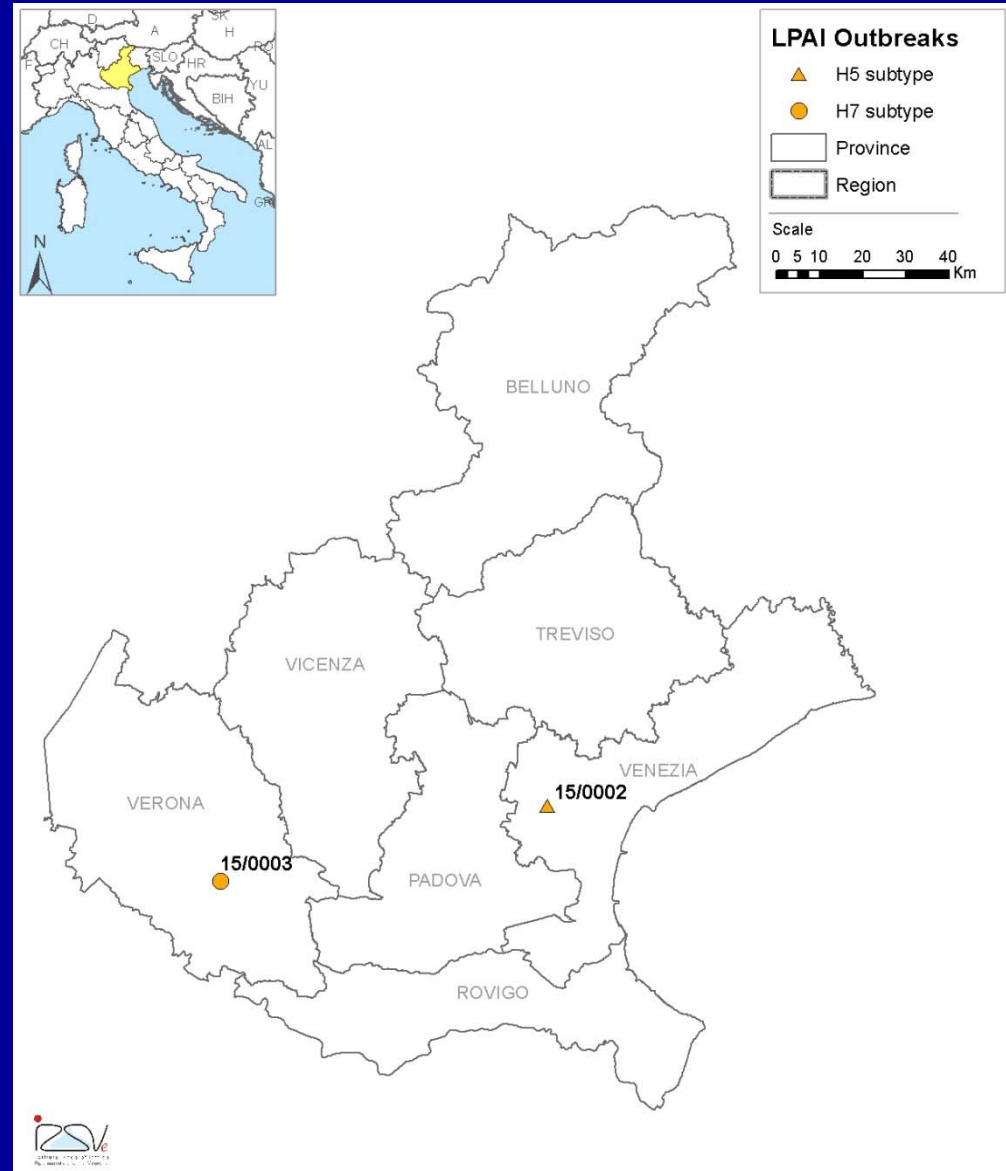 D
SK
CH
A
H
RO
F
SLO
HR
YU
BIH
AL
GR
N
LPAI Outbreaks
H5 subtype
H7 subtype
Province
Region
Scale
0 5 10 20 30 40
Km
BELLUNO
TREVISO
VICENZA
VENEZIA
15/0002
VERONA
15/0003
PADOVA
ROVIGO
IZSVe